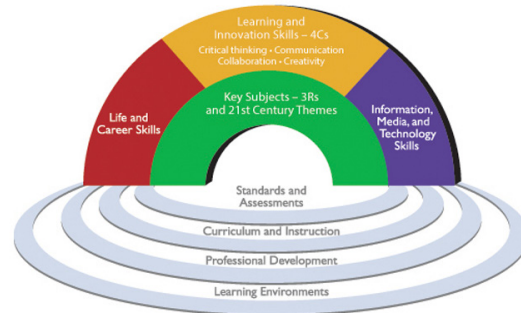 Learning and
Innovation Skills – 4Cs
Critical thinking • Communication
Collaboration • Creativity
Key Subjects – 3Rs
and 21st Century Themes
Life and
Career Skills
Information,
Media, and
Technology
Skills
Standards and
Assessments
Curriculum and Instruction
Professional Development
Learning Environments